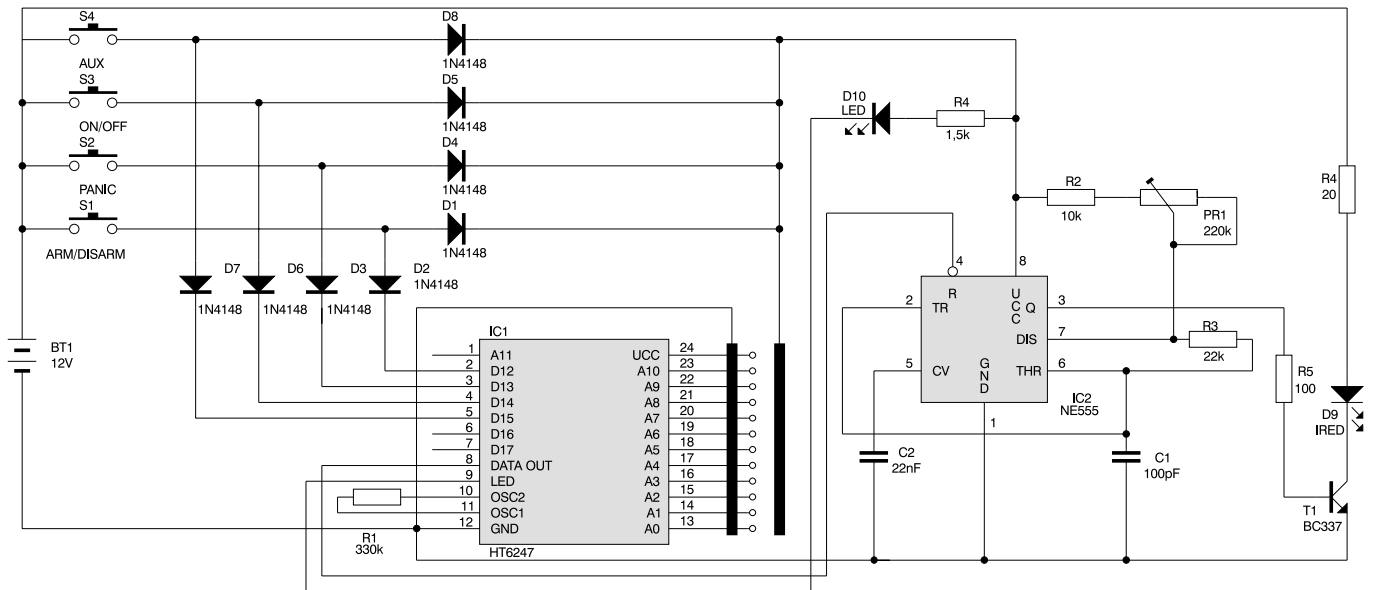 S4
AUX
S3
ON/OFF
S2
PANIC
S1
ARM/DISARM
D8
1N4148
D5
1N4148
D4
1N4148
D1
1N4148
D7
D6
D3
D2
1N4148
1N4148
1N4148
1N4148
BT1
12V
IC1
1 A11
2 D12
3 D13
4 D14
5 D15
6 D16
7 D17
8 DATA OUT
9 LED
10 OSC2
11 OSC1
12 GND
UCC 24
A10 23
A9 22
A8 21
A7 20
A6 19
A5 18
A4 17
A3 16
A2 15
A1 14
A0 13
HT6247
R1
330k
D10
LED
R4
1,5k
R2
10k
PR1
220k
4
8
R
UCC
2 TR
Q 3
DIS 7
5 CV
GND
THR 6
1
IC2
NE555
R3
22k
C2
22nF
C1
100pF
R5
100
R4
20
D9
IRED
T1
BC337